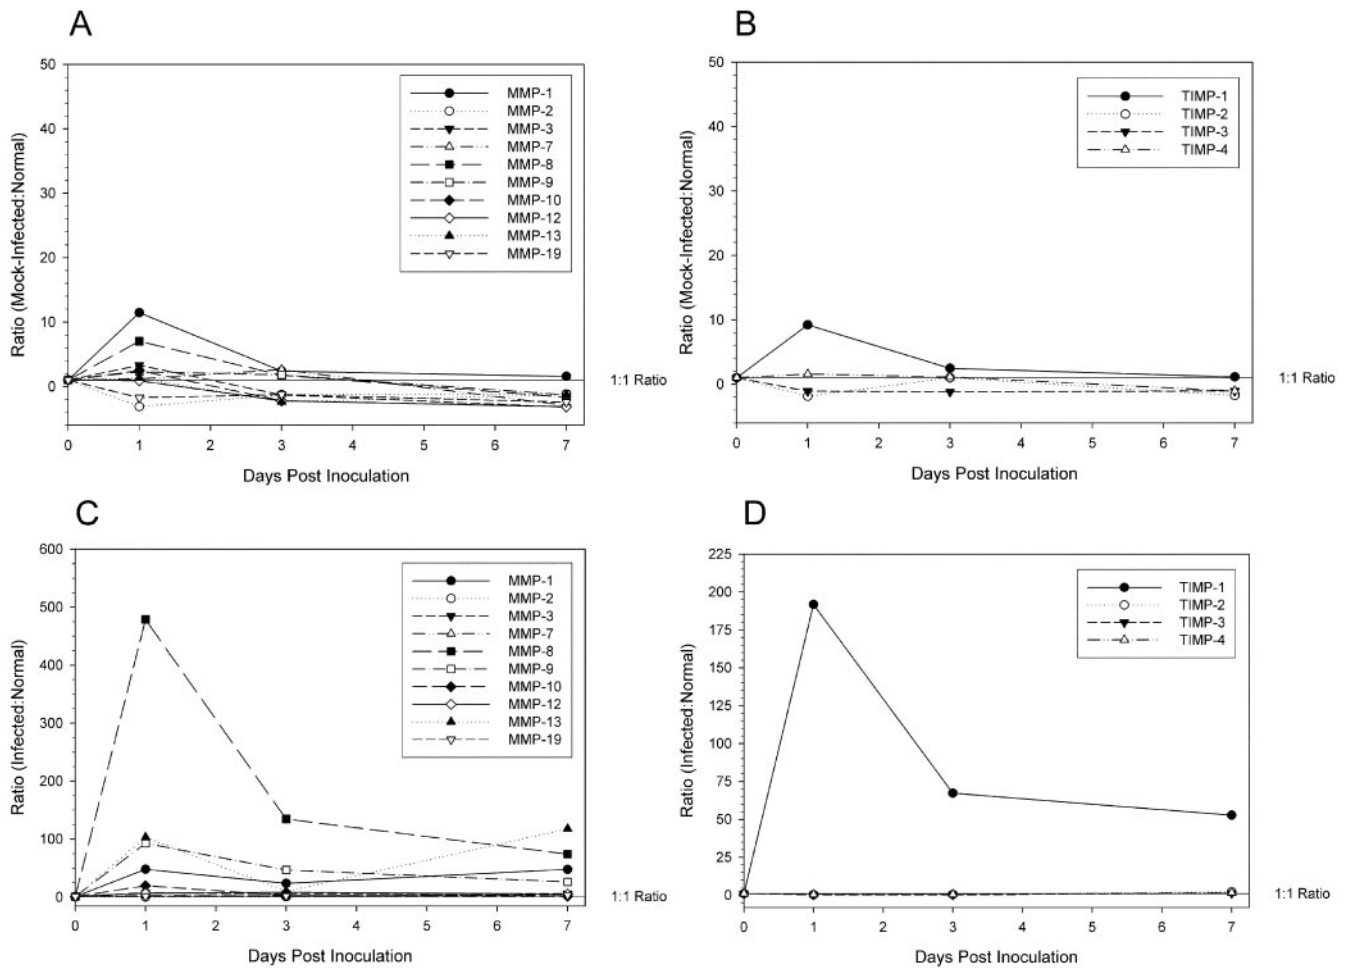 A
50
40
30
20
10
0
Ratio (Mock-Infected:Normal)
MMP-1
MMP-2
MMP-3
MMP-7
MMP-8
MMP-9
MMP-10
MMP-12
MMP-13
MMP-19
1:1 Ratio
0 1 2 3 4 5 6 7
Days Post Inoculation
B
50
40
30
20
10
0
Ratio (Mock-Infected:Normal)
TIMP-1
TIMP-2
TIMP-3
TIMP-4
1:1 Ratio
0 1 2 3 4 5 6 7
Days Post Inoculation
C
600
500
400
300
200
100
0
Ratio (Infected:Normal)
MMP-1
MMP-2
MMP-3
MMP-7
MMP-8
MMP-9
MMP-10
MMP-12
MMP-13
MMP-19
1:1 Ratio
0 1 2 3 4 5 6 7
Days Post Inoculation
D
225
200
175
150
125
100
75
50
25
0
Ratio (Infected:Normal)
TIMP-1
TIMP-2
TIMP-3
TIMP-4
1:1 Ratio
0 1 2 3 4 5 6 7
Days Post Inoculation